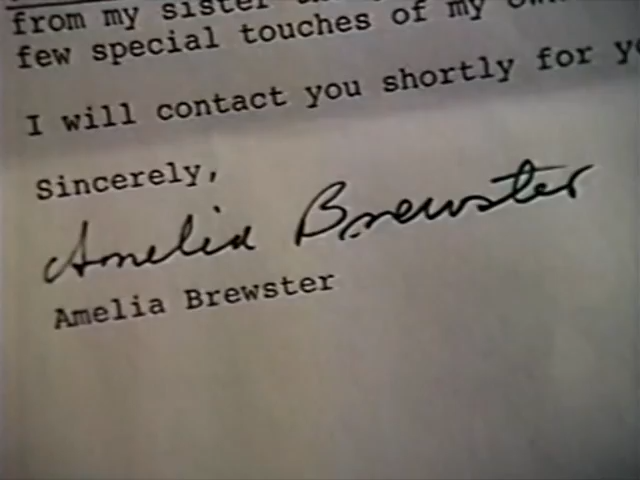 from my sister
few special touches of my
I will contact you shortly for
Sincerely,
Amelia Brewster
Amelia Brewster